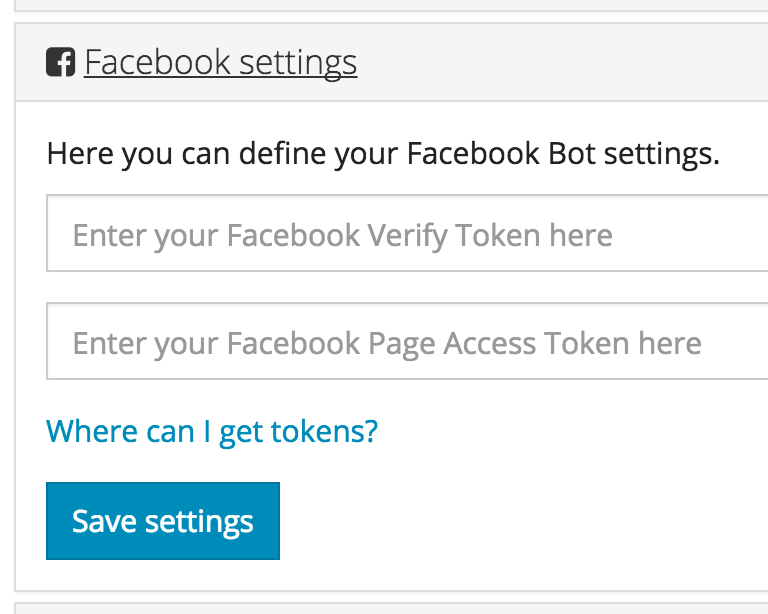 Facebook settings
Here you can define your Facebook Bot settings.
Enter your Facebook Verify Token here
Enter your Facebook Page Access Token here
Where can I get tokens?
Save settings